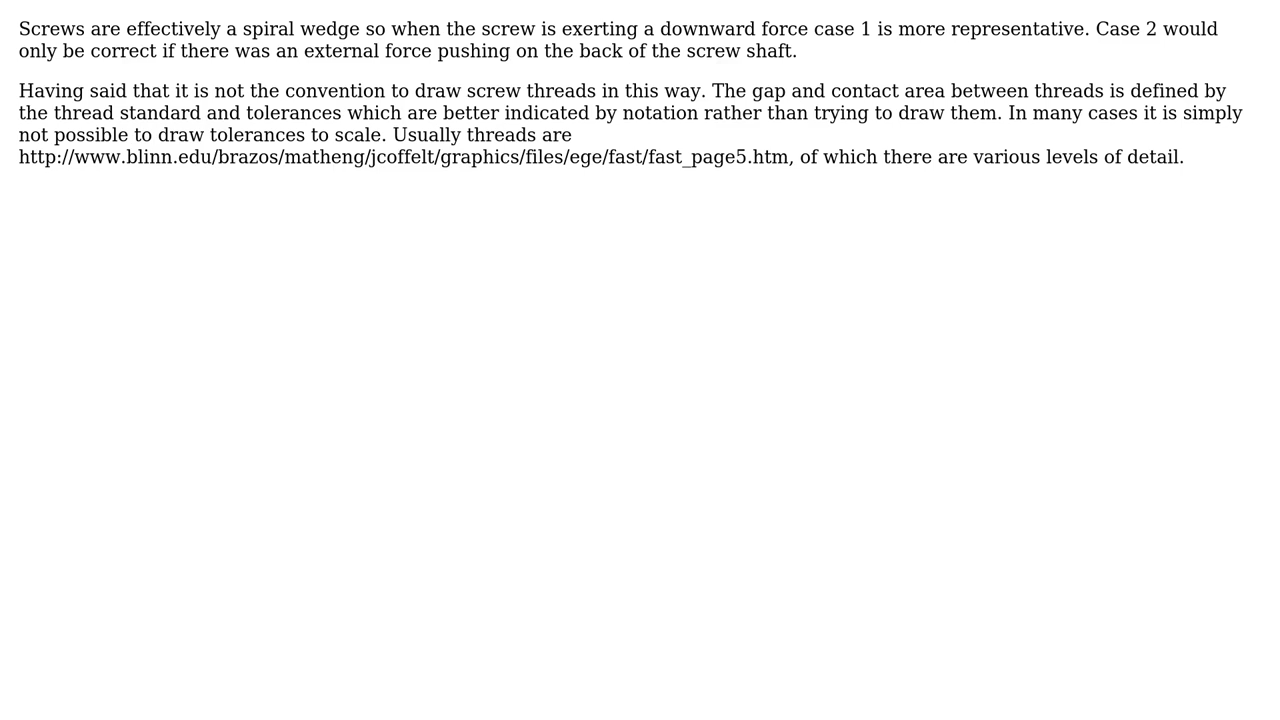 Screws are effectively a spiral wedge so when the screw is exerting a downward force case 1 is more representative. Case 2 would
only be correct if there was an external force pushing on the back of the screw shaft.
Having said that it is not the convention to draw screw threads in this way. The gap and contact area between threads is defined by
the thread standard and tolerances which are better indicated by notation rather than trying to draw them. In many cases it is simply
not possible to draw tolerances to scale. Usually threads are
http://www.blinn.edu/brazos/matheng/jcoffelt/graphics/files/ege/fast/fast_page5.htm, of which there are various levels of detail.